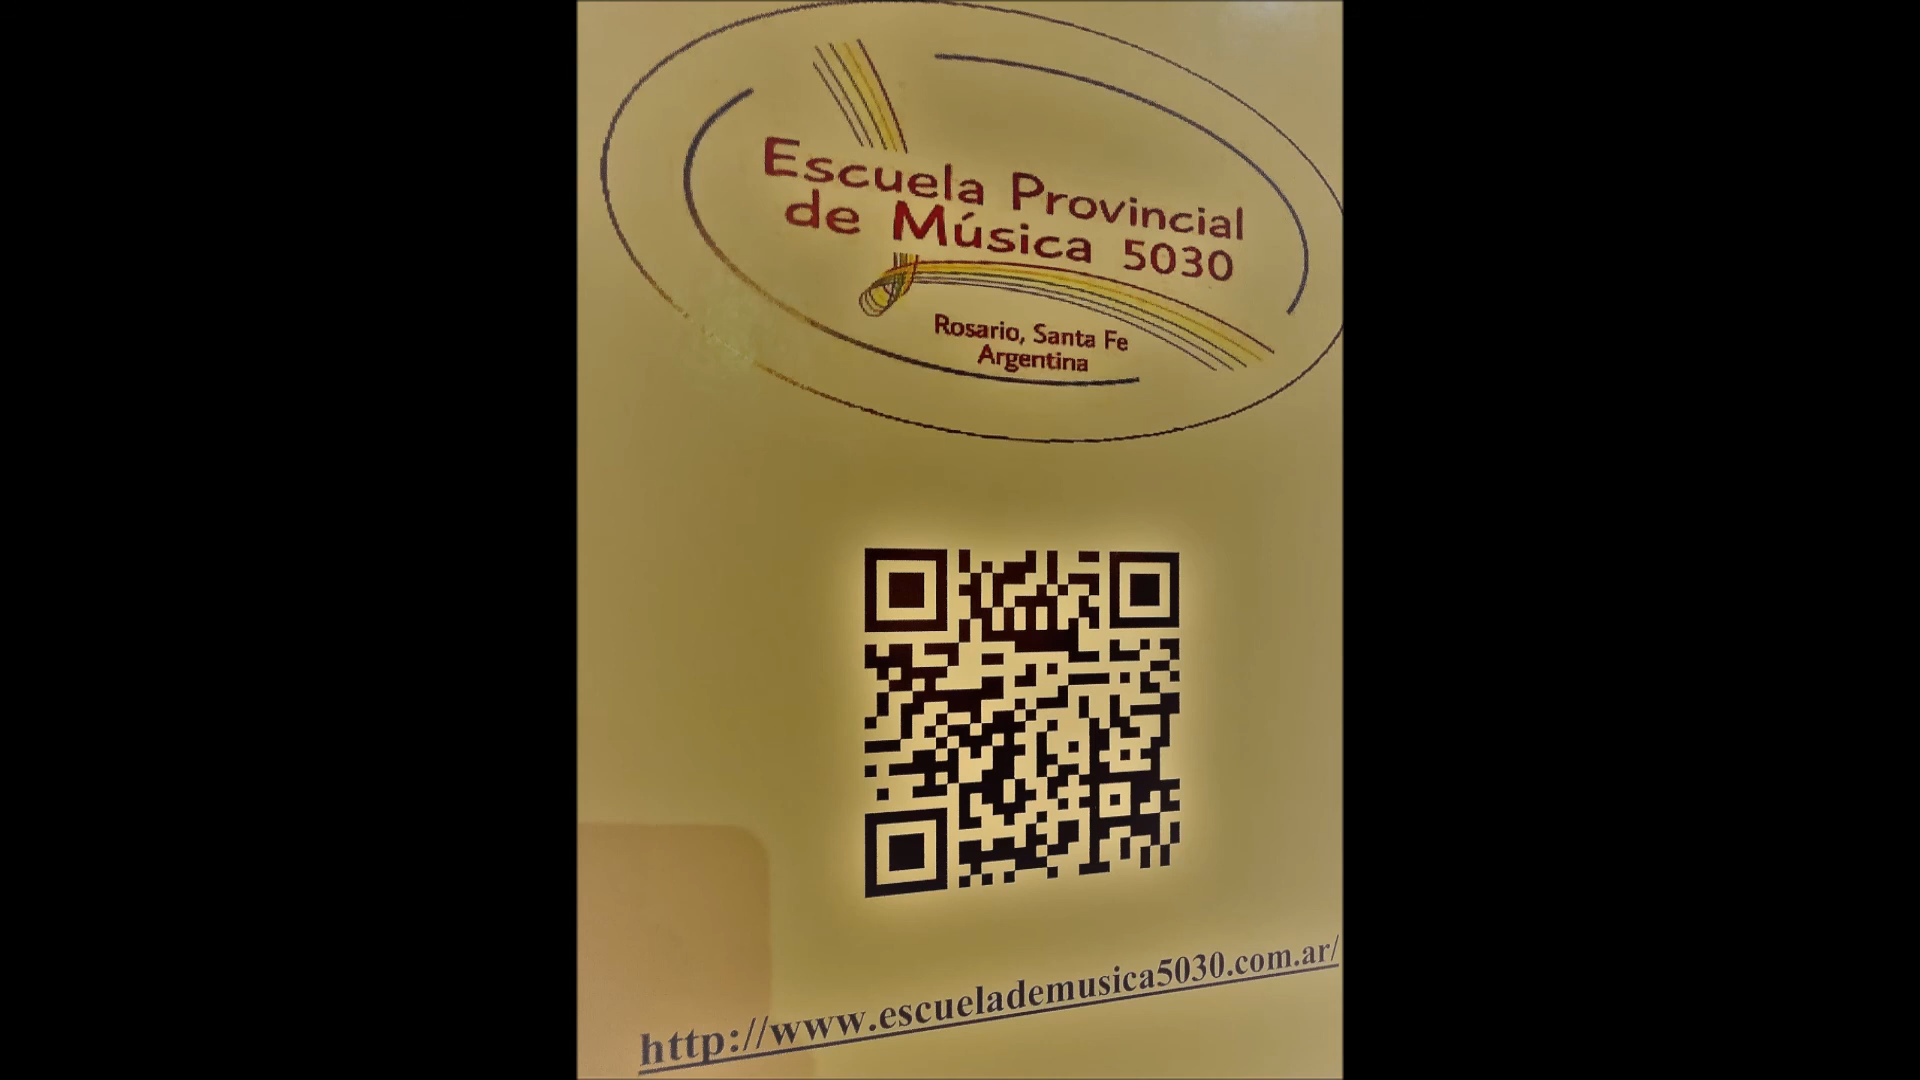 Escuela Provincial
de Música 5030
Rosario, Santa Fe
Argentina
http://www.escuelademusica5030.com.ar/